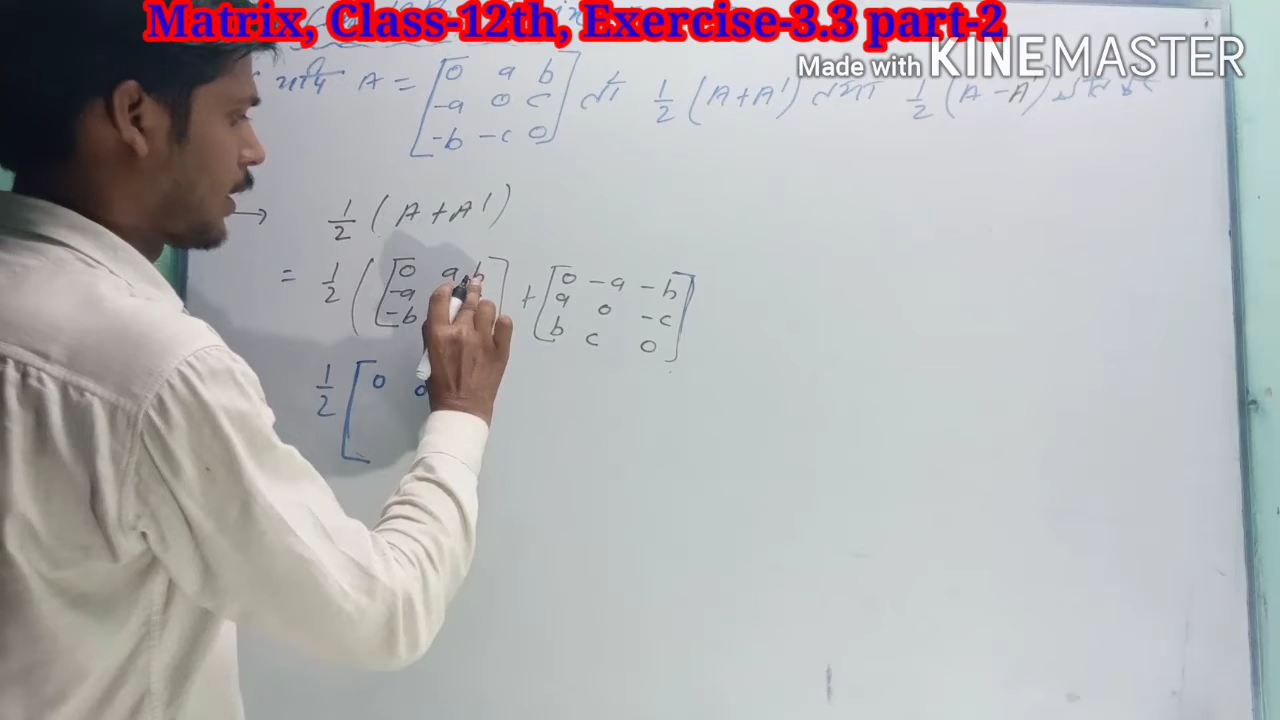 Matrix, Class-12th, Exercise-3.3 part-2
Made with KINEMASTER
यदि A = [0 a b
-a 0 c
-b -c 0] तो 1/2 (A+A') तथा 1/2 (A-A)
→ 1/2 (A+A')
= 1/2 ([0 a b
-a
-b ] + [0 -a -b
a 0 -c
b c 0]
1/2 [0 0